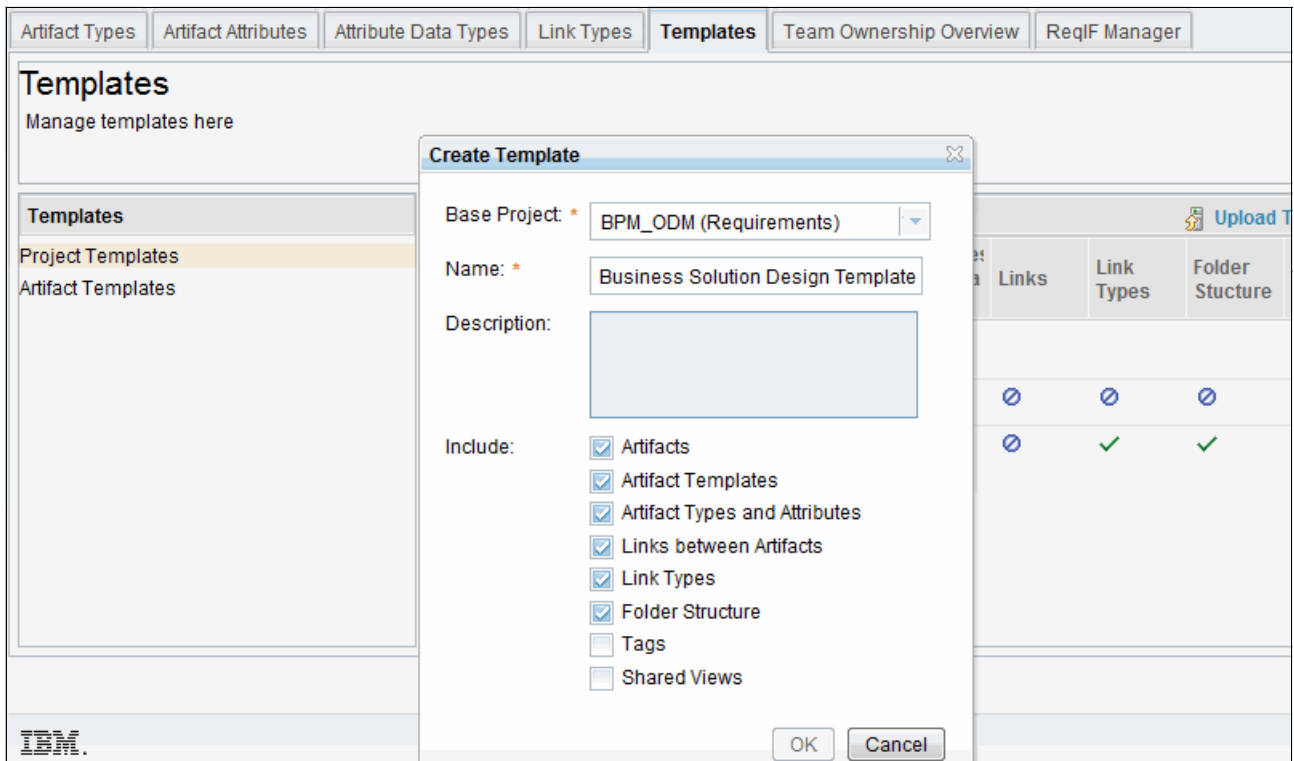 Artifact Types Artifact Attributes Attribute Data Types Link Types Templates Team Ownership Overview ReqIF Manager
Templates
Manage templates here
Create Template
Templates
Upload
Project Templates
Artifact Templates
Links
Link Types
Folder Stucture
Base Project: * BPM_ODM (Requirements)
Name: * Business Solution Design Template
Description:
Include:
Artifacts
Artifact Templates
Artifact Types and Attributes
Links between Artifacts
Link Types
Folder Structure
Tags
Shared Views
OK Cancel
IBM.